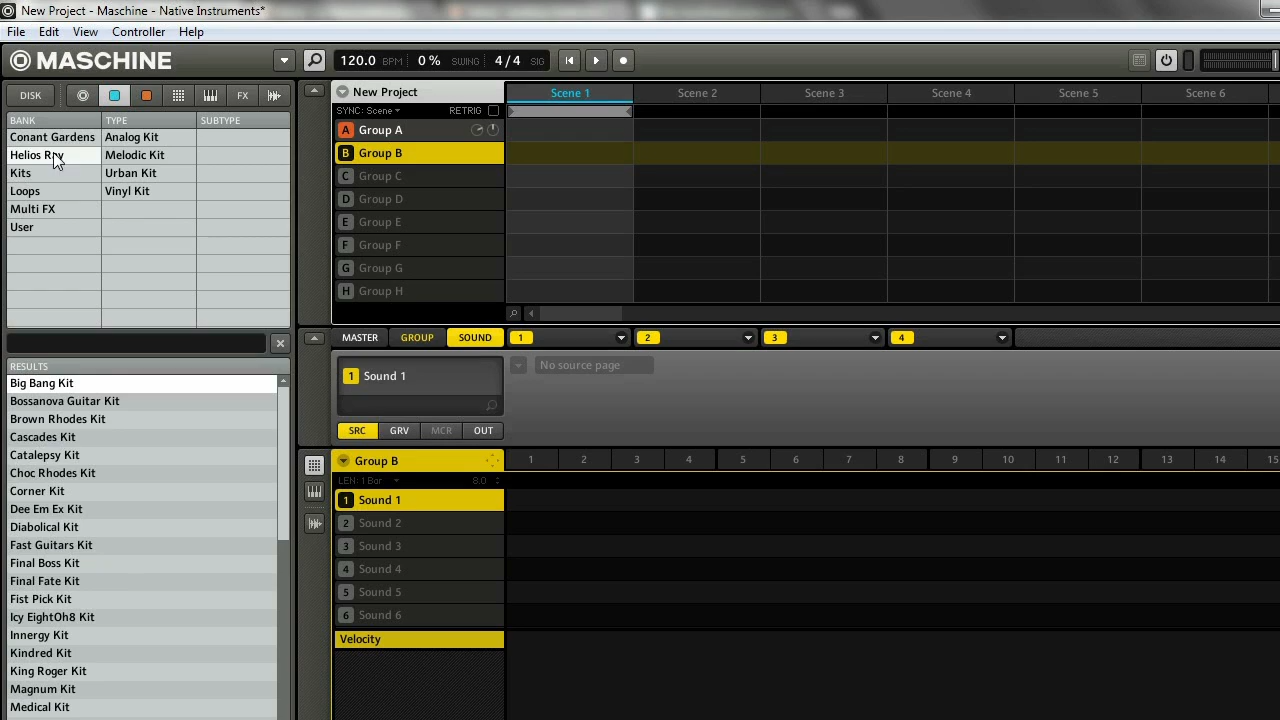 New Project - Maschine - Native Instruments*
File Edit View Controller Help
MASCHINE 120.0 BPM 0% SWING 4/4 SIG
DISK FX
BANK TYPE SUBTYPE
Conant Gardens Analog Kit
Helios Ray Melodic Kit
Kits Urban Kit
Loops Vinyl Kit
Multi FX
User
RESULTS
Big Bang Kit
Bossanova Guitar Kit
Brown Rhodes Kit
Cascades Kit
Catalepsy Kit
Choc Rhodes Kit
Corner Kit
Dee Em Ex Kit
Diabolical Kit
Fast Guitars Kit
Final Boss Kit
Final Fate Kit
Fist Pick Kit
Icy EightOh8 Kit
Innergy Kit
Kindred Kit
King Roger Kit
Magnum Kit
Medical Kit
New Project Scene 1 Scene 2 Scene 3 Scene 4 Scene 5 Scene 6
SYNC: Scene RETRIG
A Group A
B Group B
C Group C
D Group D
E Group E
F Group F
G Group G
H Group H
MASTER GROUP SOUND 1 2 3 4
1 Sound 1 No source page
SRC GRV MCR OUT
Group B 1 2 3 4 5 6 7 8 9 10 11 12 13 14 15
LEN: 1 Bar 8.0
1 Sound 1
2 Sound 2
3 Sound 3
4 Sound 4
5 Sound 5
6 Sound 6
Velocity